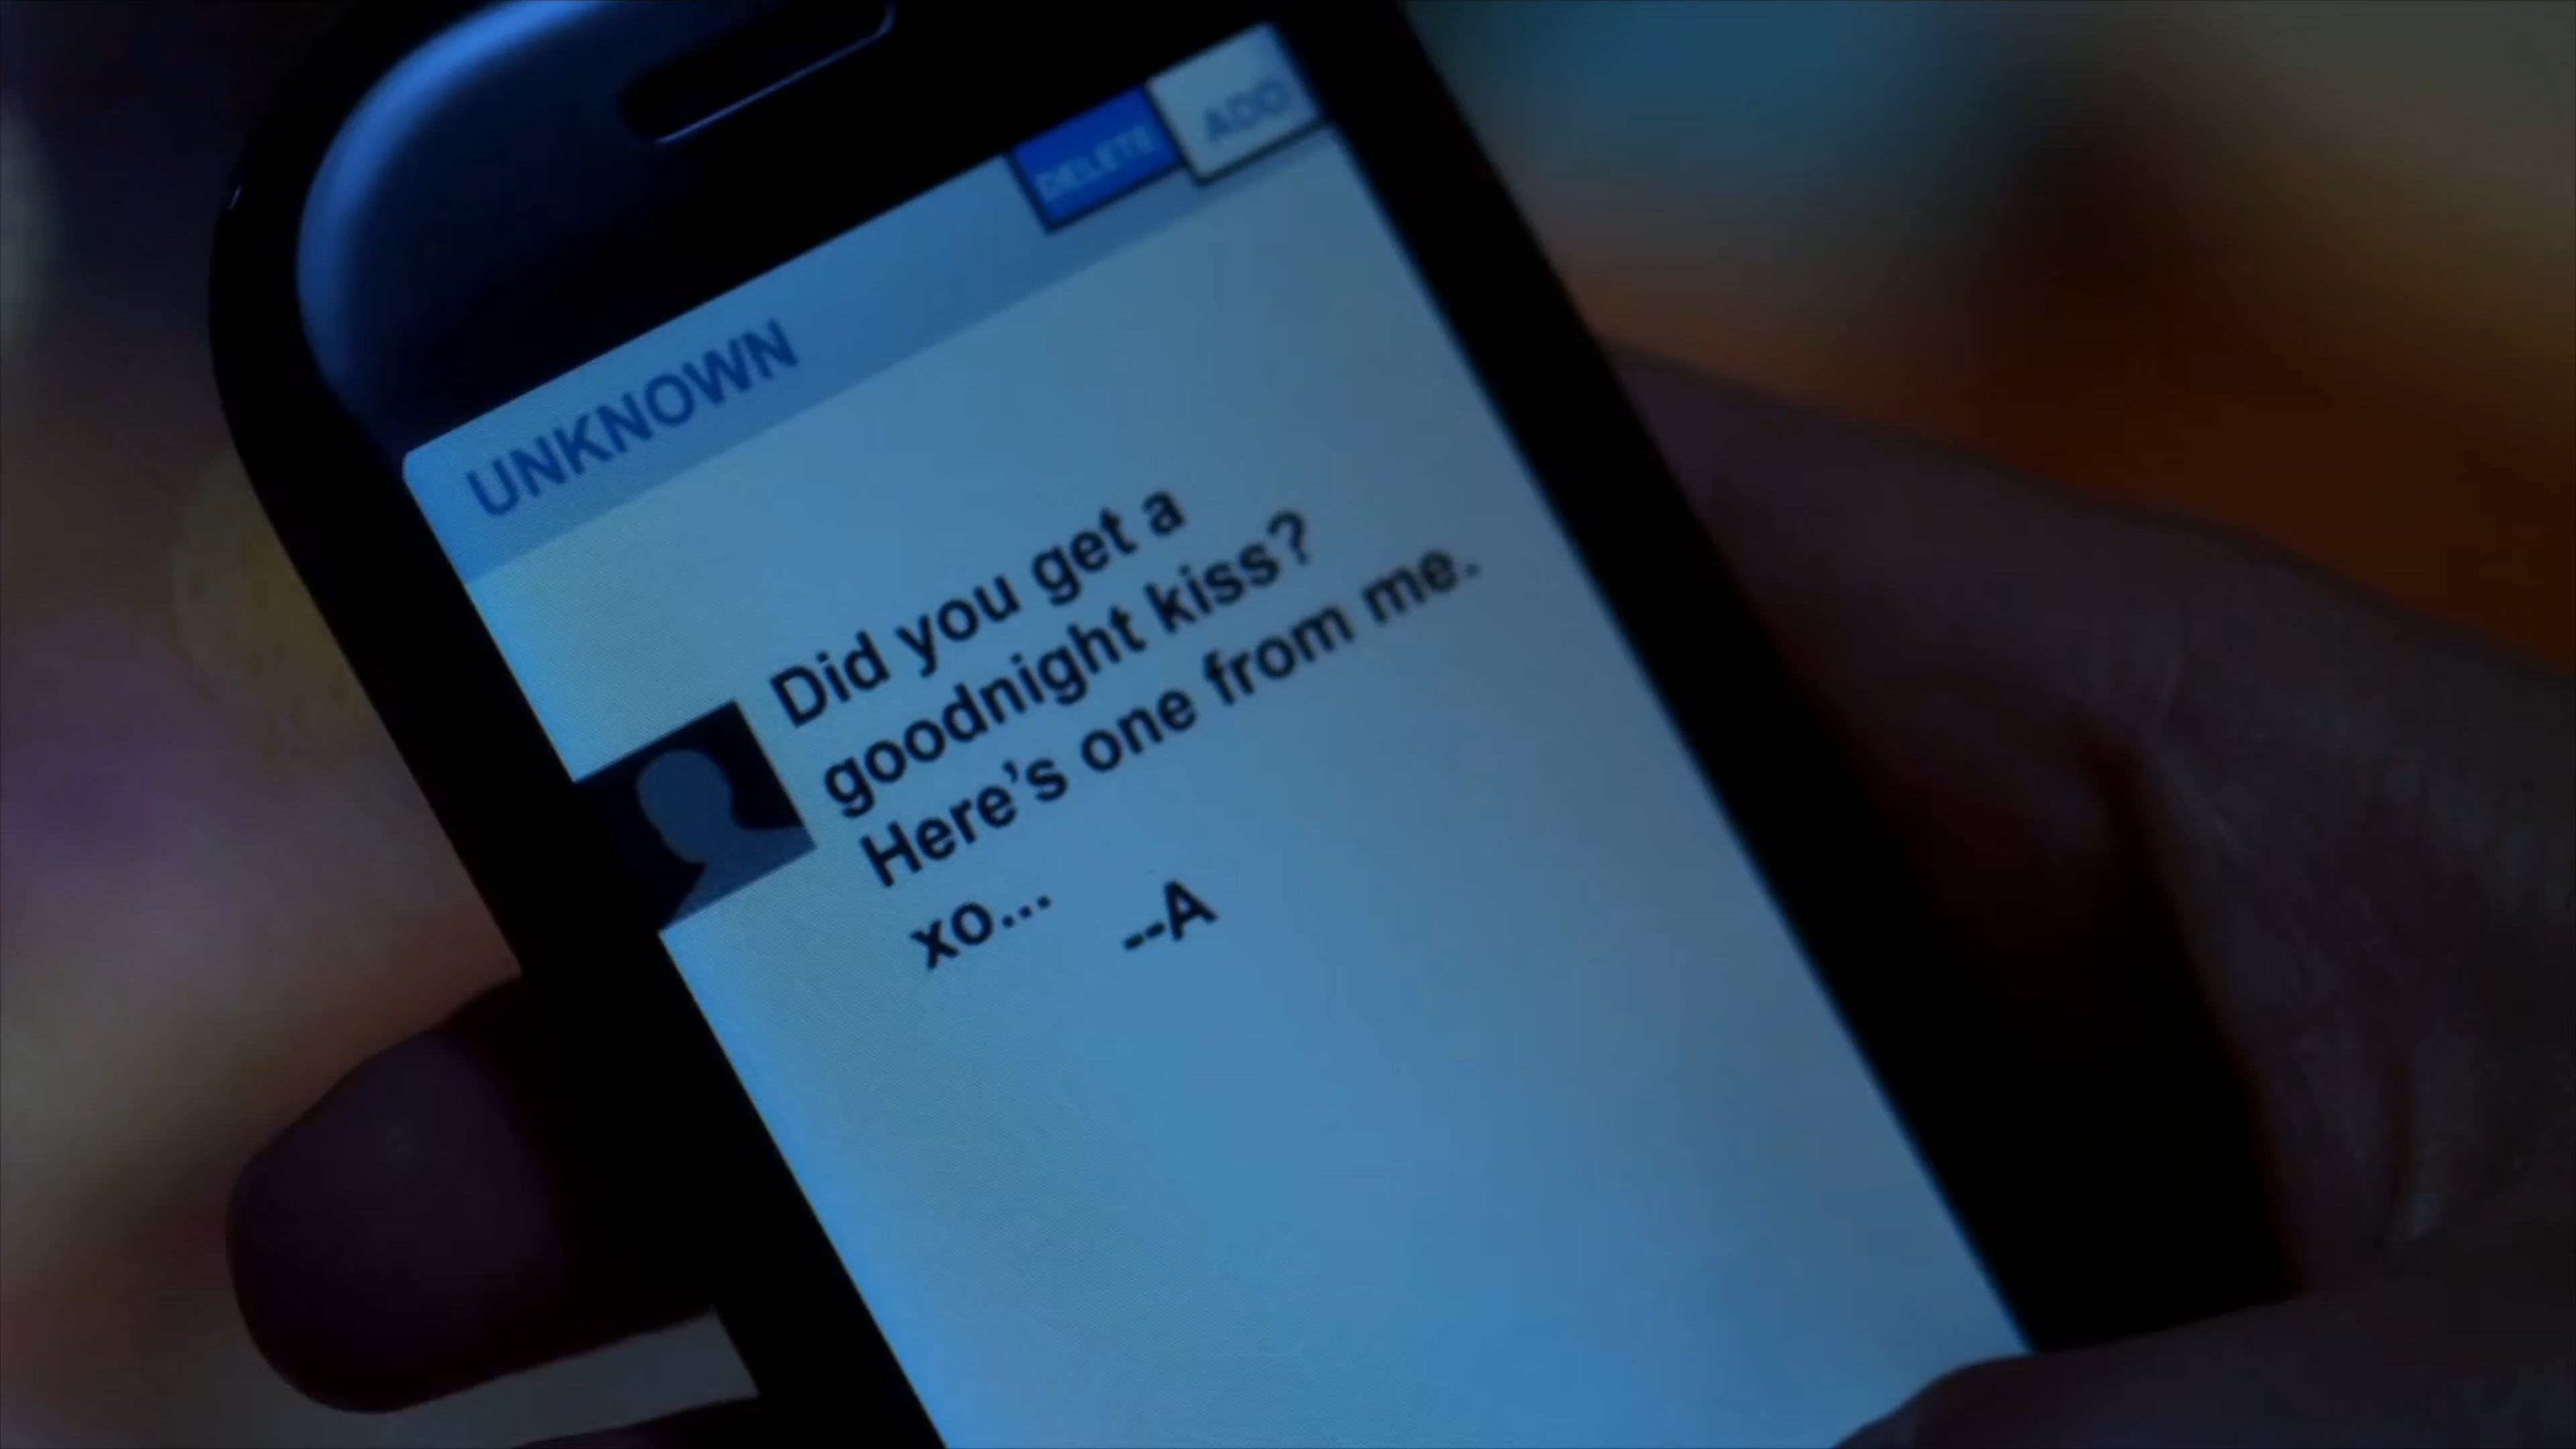 DELETE ADD
UNKNOWN
Did you get a
goodnight kiss?
Here's one from me.
xo... --A